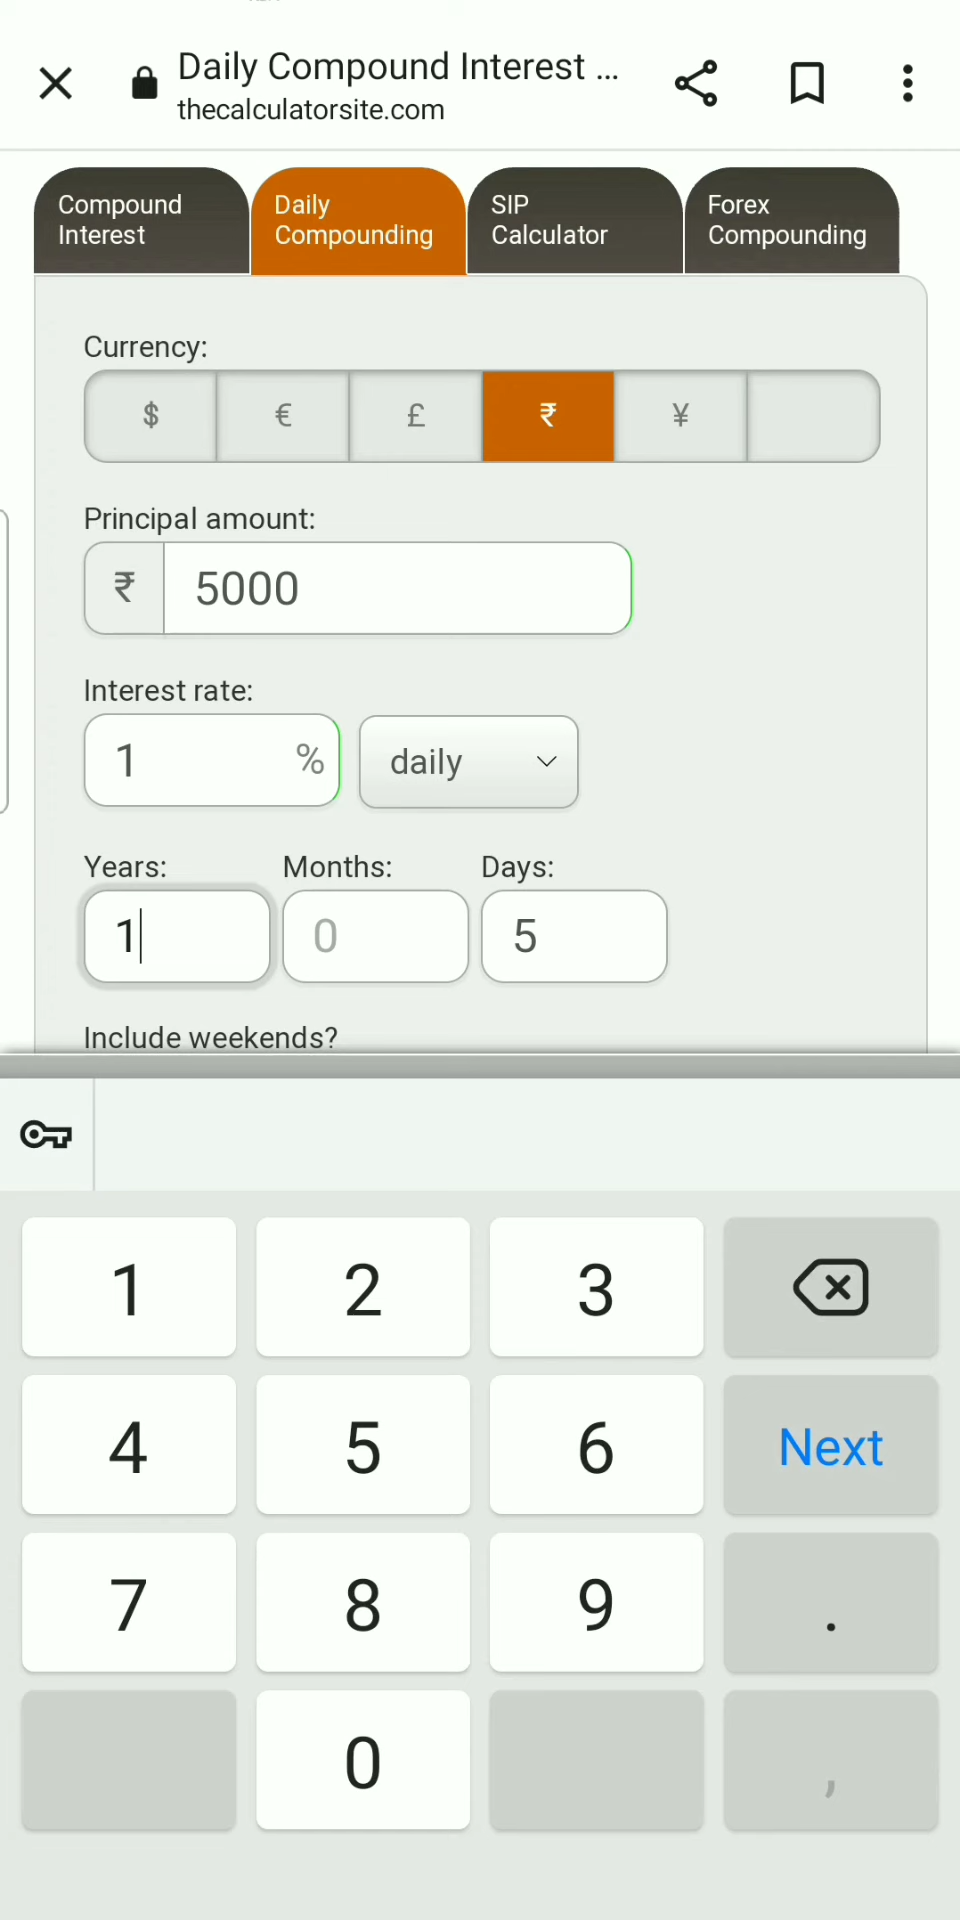 Daily Compound Interest ...
thecalculatorsite.com
Compound
Interest
Daily
Compounding
SIP
Calculator
Forex
Compounding
Currency:
$ € £ ₹ ¥
Principal amount:
₹ 5000
Interest rate:
1 % daily
Years: Months: Days:
1 0 5
Include weekends?
1 2 3
4 5 6 Next
7 8 9 .
0 ,